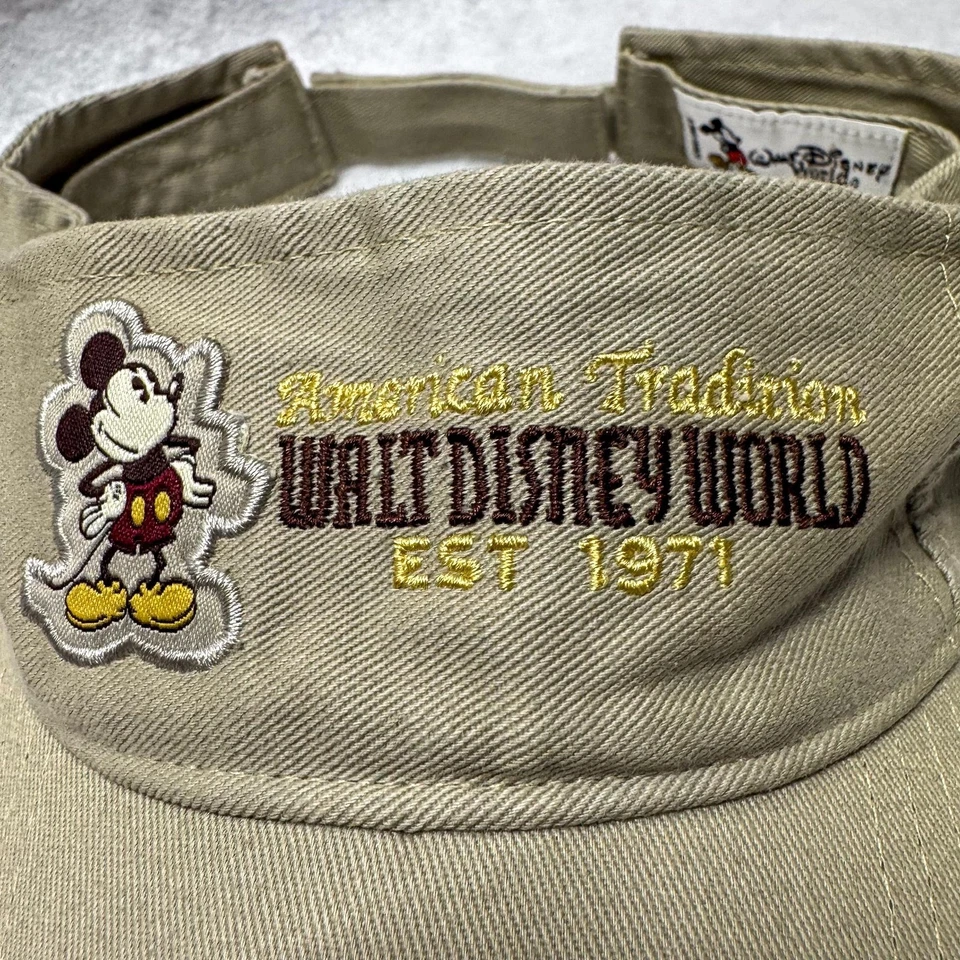 Walt Disney
World
American Tradition
WALT DISNEY WORLD
EST 1971